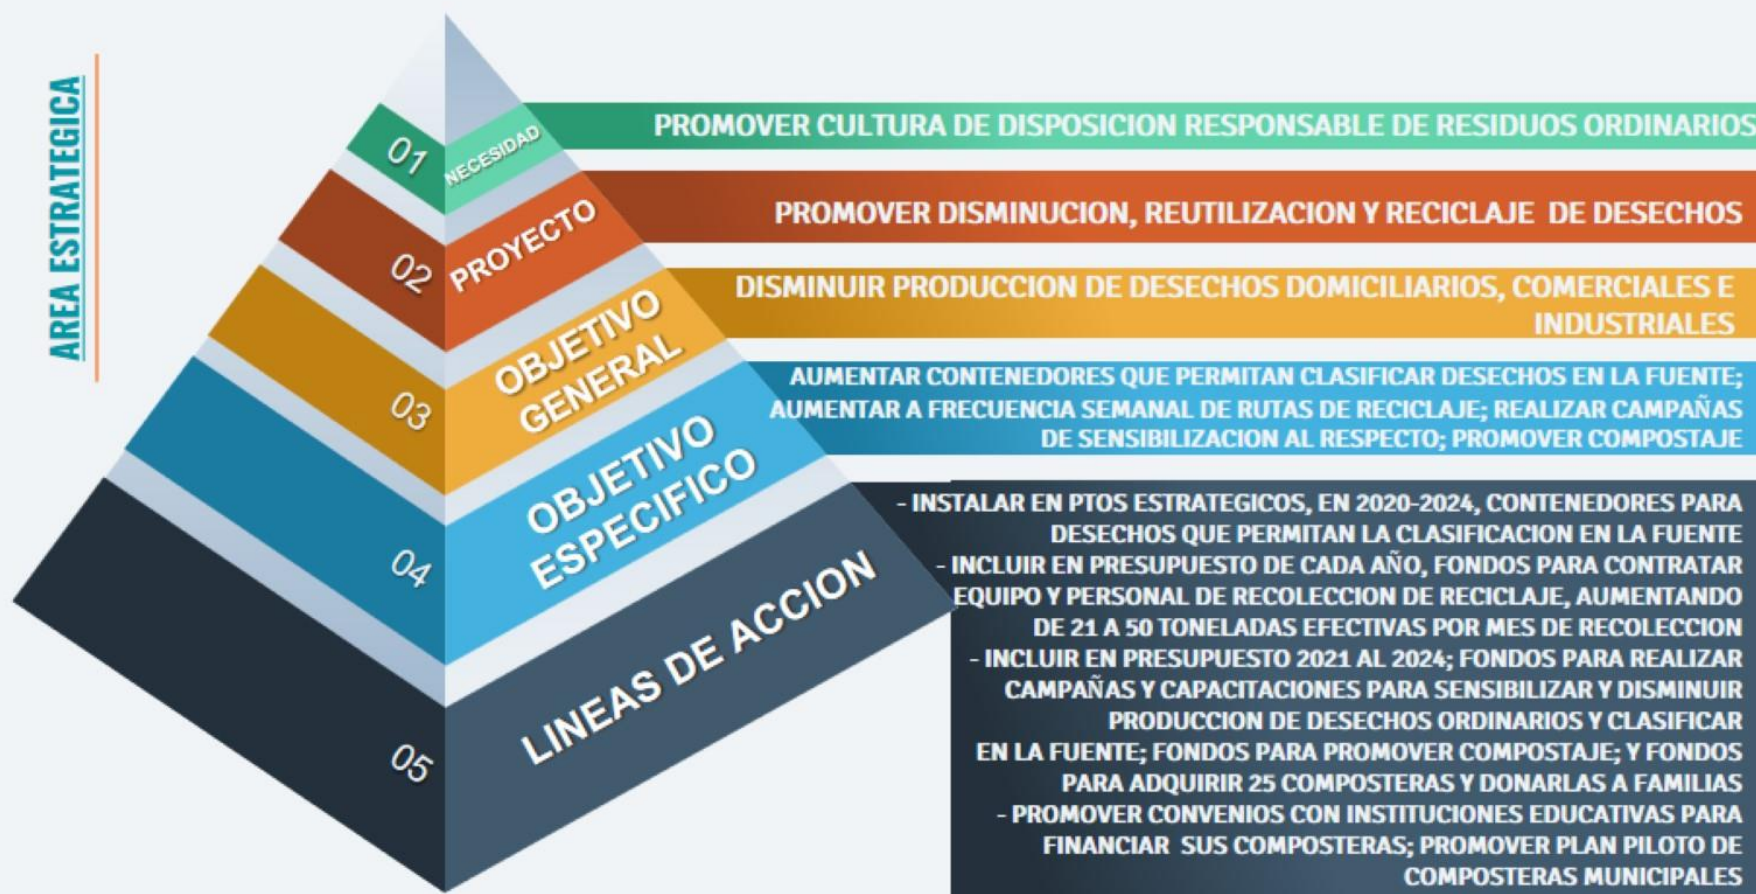 AREA ESTRATEGICA
01
NECESIDAD
PROMOVER CULTURA DE DISPOSICION RESPONSABLE DE RESIDUOS ORDINARIOS
02
PROYECTO
PROMOVER DISMINUCION, REUTILIZACION Y RECICLAJE DE DESECHOS
03
OBJETIVO
GENERAL
DISMINUIR PRODUCCION DE DESECHOS DOMICILIARIOS, COMERCIALES E
INDUSTRIALES
04
OBJETIVO
ESPECIFICO
AUMENTAR CONTENEDORES QUE PERMITAN CLASIFICAR DESECHOS EN LA FUENTE;
AUMENTAR A FRECUENCIA SEMANAL DE RUTAS DE RECICLAJE; REALIZAR CAMPAÑAS
DE SENSIBILIZACION AL RESPECTO; PROMOVER COMPOSTAJE
05
LINEAS DE ACCION
- INSTALAR EN PTOS ESTRATEGICOS, EN 2020-2024, CONTENEDORES PARA
DESECHOS QUE PERMITAN LA CLASIFICACION EN LA FUENTE
- INCLUIR EN PRESUPUESTO DE CADA AÑO, FONDOS PARA CONTRATAR
EQUIPO Y PERSONAL DE RECOLECCION DE RECICLAJE, AUMENTANDO
DE 21 A 50 TONELADAS EFECTIVAS POR MES DE RECOLECCION
- INCLUIR EN PRESUPUESTO 2021 AL 2024; FONDOS PARA REALIZAR
CAMPAÑAS Y CAPACITACIONES PARA SENSIBILIZAR Y DISMINUIR
PRODUCCION DE DESECHOS ORDINARIOS Y CLASIFICAR
EN LA FUENTE; FONDOS PARA PROMOVER COMPOSTAJE; Y FONDOS
PARA ADQUIRIR 25 COMPOSTERAS Y DONARLAS A FAMILIAS
- PROMOVER CONVENIOS CON INSTITUCIONES EDUCATIVAS PARA
FINANCIAR SUS COMPOSTERAS; PROMOVER PLAN PILOTO DE
COMPOSTERAS MUNICIPALES